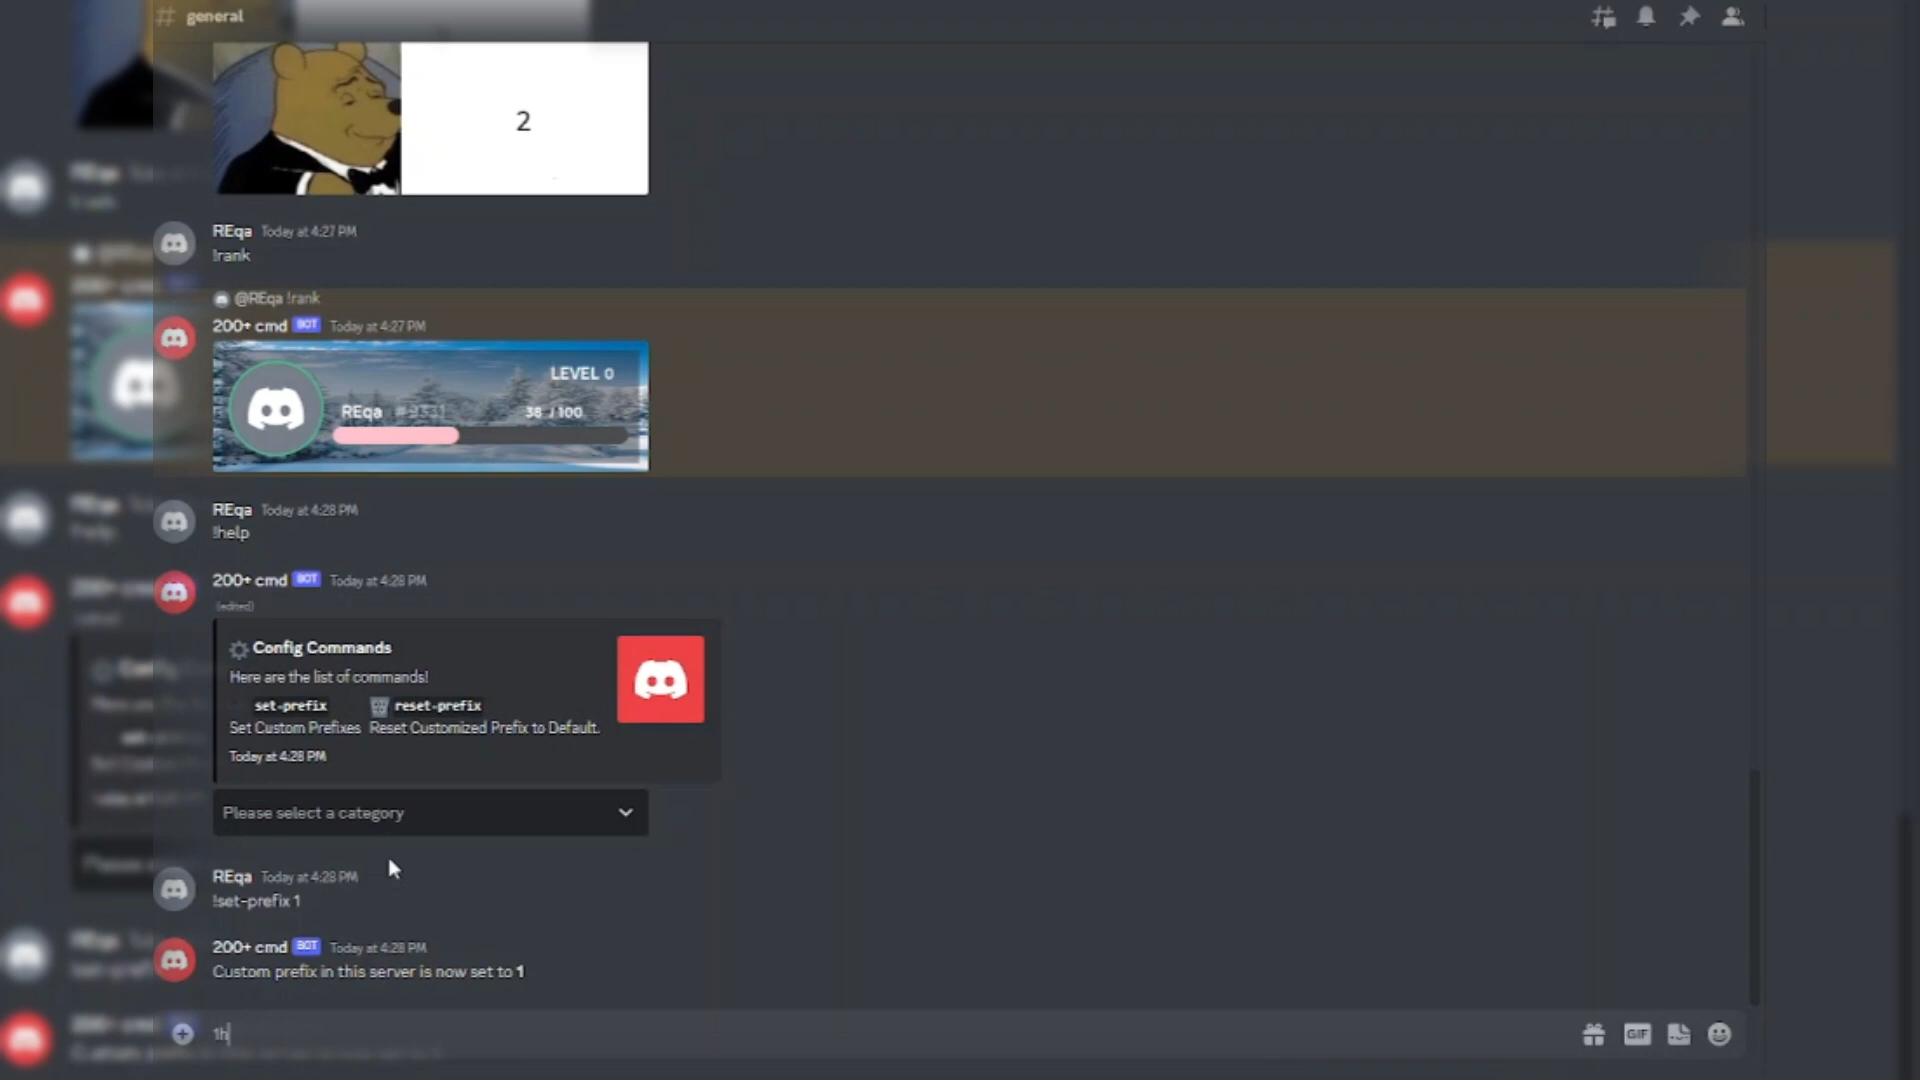 general
2
REqa Today at 4:27 PM
!rank
@REqa !rank
200+ cmd BOT Today at 4:27 PM
LEVEL 0
REqa #9331 38 / 100
REqa Today at 4:28 PM
!help
200+ cmd BOT Today at 4:28 PM
(edited)
Config Commands
Here are the list of commands!
set-prefix reset-prefix
Set Custom Prefixes Reset Customized Prefix to Default.
Today at 4:28 PM
Please select a category
REqa Today at 4:28 PM
!set-prefix 1
200+ cmd BOT Today at 4:28 PM
Custom prefix in this server is now set to 1
1h
GIF